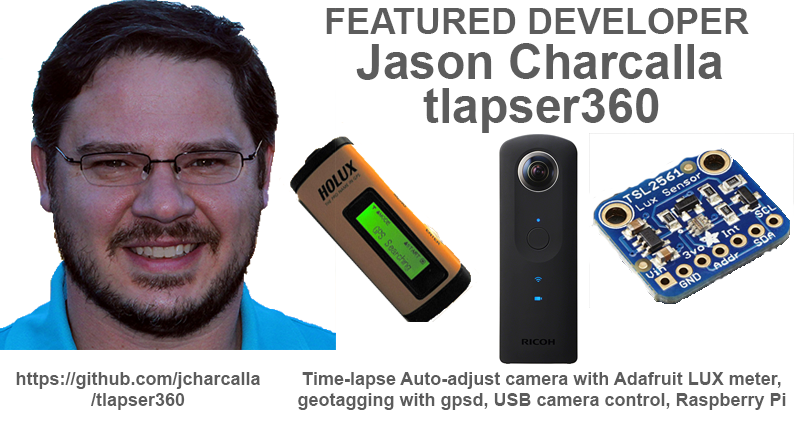 FEATURED DEVELOPER
Jason Charcalla
tlapser360
HOLUX
gps Searching
RICOH
TSL2561
Lux Sensor
Vin
GND
3vo
Addr
Int
SDA
SCL
https://github.com/jcharcalla
/tlapser360
Time-lapse Auto-adjust camera with Adafruit LUX meter,
geotagging with gpsd, USB camera control, Raspberry Pi